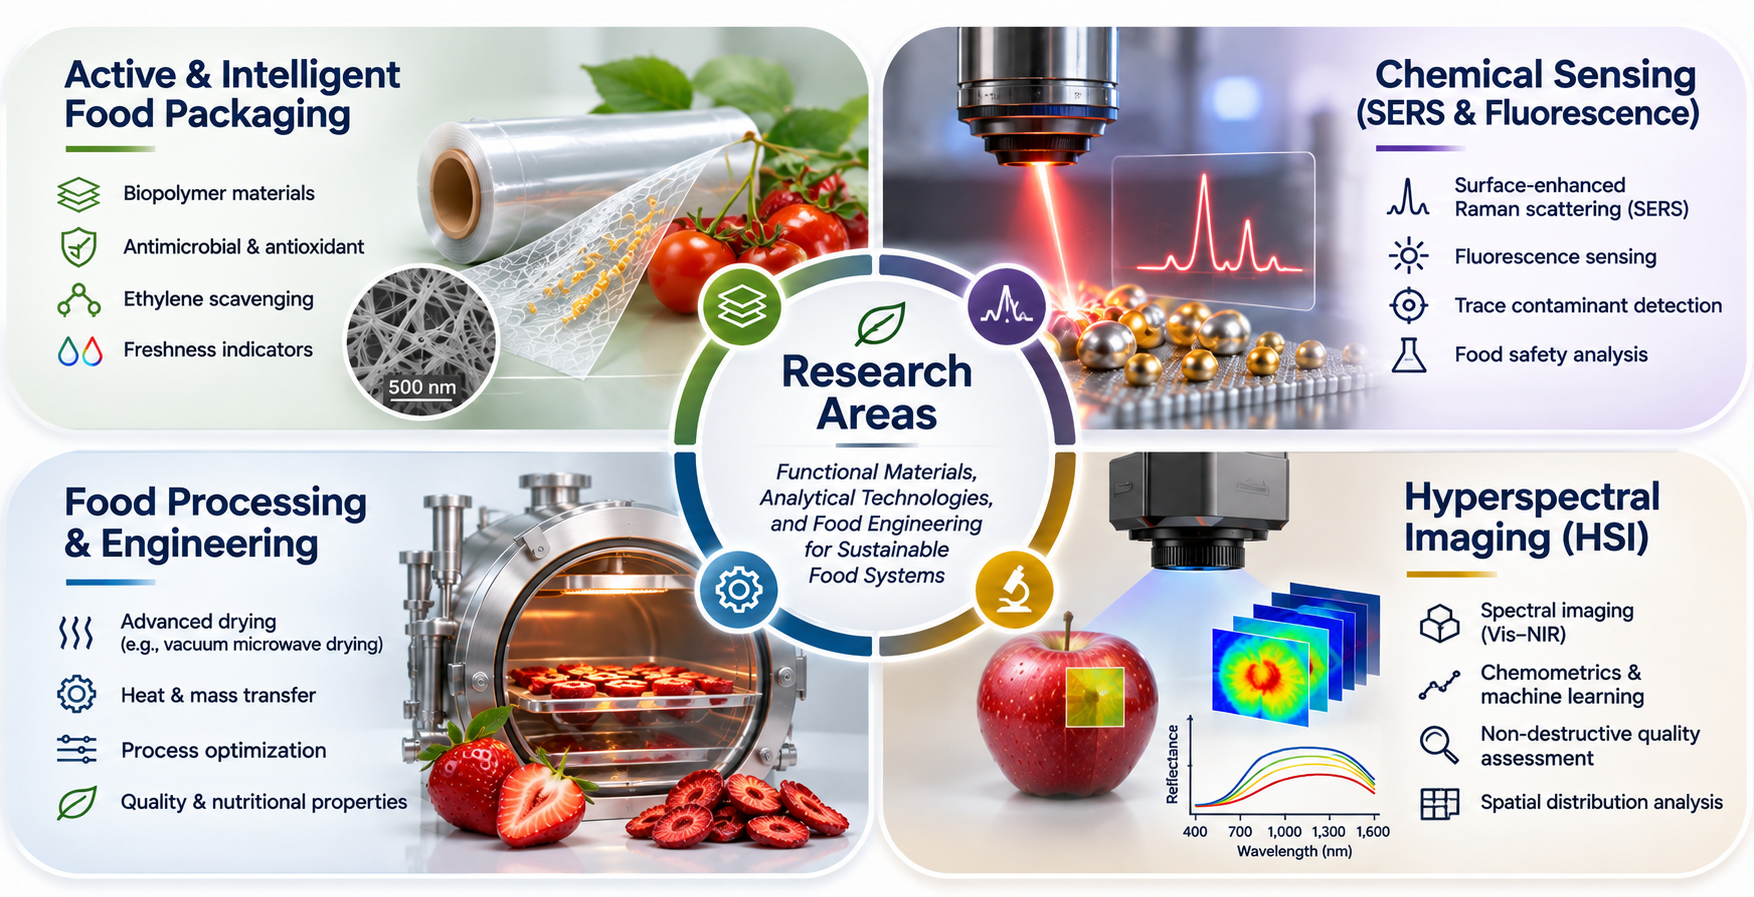 Active & Intelligent
Food Packaging
Biopolymer materials
Antimicrobial & antioxidant
Ethylene scavenging
Freshness indicators
500 nm
Chemical Sensing
(SERS & Fluorescence)
Surface-enhanced
Raman scattering (SERS)
Fluorescence sensing
Trace contaminant detection
Food safety analysis
Research
Areas
Functional Materials,
Analytical Technologies,
and Food Engineering
for Sustainable
Food Systems
Food Processing
& Engineering
Advanced drying
(e.g., vacuum microwave drying)
Heat & mass transfer
Process optimization
Quality & nutritional properties
Hyperspectral
Imaging (HSI)
Spectral imaging
(Vis–NIR)
Chemometrics &
machine learning
Non-destructive quality
assessment
Spatial distribution analysis
Reflectance
400 700 1,000 1,300 1,600
Wavelength (nm)